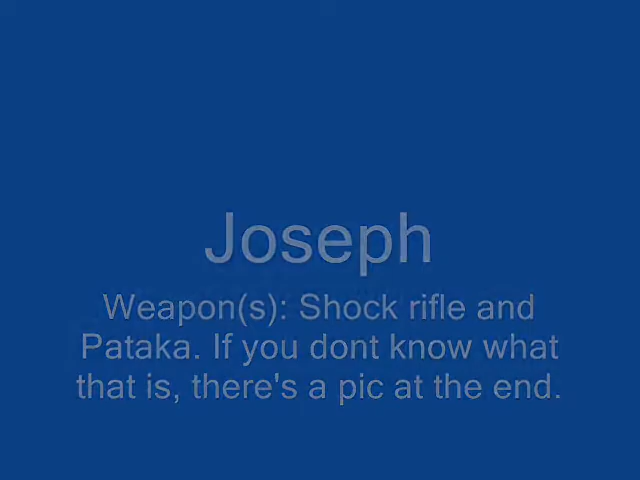 Joseph
Weapon(s): Shock rifle and
Pataka. If you dont know what
that is, there's a pic at the end.